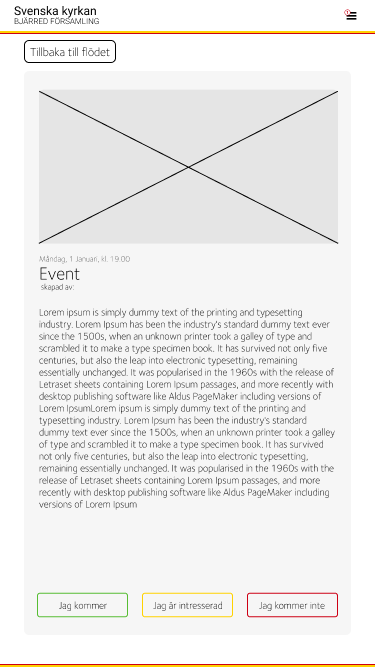 Svenska kyrkan
BJÄRRED FÖRSAMLING
Tillbaka till flödet
Måndag, 1 Januari, kl. 19.00
Event
skapad av:
Lorem ipsum is simply dummy text of the printing and typesetting
industry. Lorem Ipsum has been the industry's standard dummy text ever
since the 1500s, when an unknown printer took a galley of type and
scrambled it to make a type specimen book. It has survived not only five
centuries, but also the leap into electronic typesetting, remaining
essentially unchanged. It was popularised in the 1960s with the release of
Letraset sheets containing Lorem Ipsum passages, and more recently with
desktop publishing software like Aldus PageMaker including versions of
Lorem IpsumLorem Ipsum is simply dummy text of the printing and
typesetting industry. Lorem Ipsum has been the industry's standard
dummy text ever since the 1500s, when an unknown printer took a galley
of type and scrambled it to make a type specimen book. It has survived
not only five centuries, but also the leap into electronic typesetting,
remaining essentially unchanged. It was popularised in the 1960s with the
release of Letraset sheets containing Lorem Ipsum passages, and more
recently with desktop publishing software like Aldus PageMaker including
versions of Lorem Ipsum
Jag kommer
Jag är intresserad
Jag kommer inte